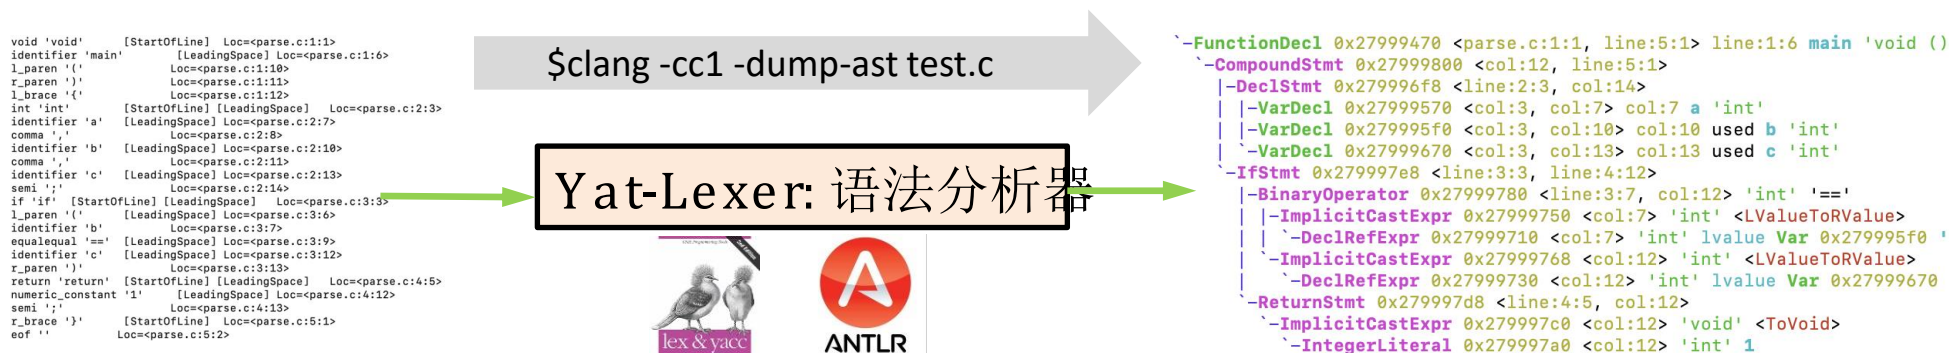 void 'void' [StartOfLine] Loc=<parse.c:1:1>
identifier 'main' [LeadingSpace] Loc=<parse.c:1:6>
l_paren '(' Loc=<parse.c:1:10>
r_paren ')' Loc=<parse.c:1:11>
l_brace '{' Loc=<parse.c:1:12>
int 'int' [StartOfLine] [LeadingSpace] Loc=<parse.c:2:3>
identifier 'a' [LeadingSpace] Loc=<parse.c:2:7>
comma ',' Loc=<parse.c:2:8>
identifier 'b' [LeadingSpace] Loc=<parse.c:2:10>
comma ',' Loc=<parse.c:2:11>
identifier 'c' [LeadingSpace] Loc=<parse.c:2:13>
semi ';' Loc=<parse.c:2:14>
if 'if' [StartOfLine] [LeadingSpace] Loc=<parse.c:3:3>
l_paren '(' [LeadingSpace] Loc=<parse.c:3:6>
identifier 'b' Loc=<parse.c:3:7>
equalequal '==' [LeadingSpace] Loc=<parse.c:3:9>
identifier 'c' [LeadingSpace] Loc=<parse.c:3:12>
r_paren ')' Loc=<parse.c:3:13>
return 'return' [StartOfLine] [LeadingSpace] Loc=<parse.c:4:5>
numeric_constant '1' [LeadingSpace] Loc=<parse.c:4:12>
semi ';' Loc=<parse.c:4:13>
r_brace '}' [StartOfLine] Loc=<parse.c:5:1>
eof '' Loc=<parse.c:5:2>
$clang -cc1 -dump-ast test.c
Yat-Lexer: 语法分析器
lex & yacc
ANTLR
`-FunctionDecl 0x27999470 <parse.c:1:1, line:5:1> line:1:6 main 'void ()
`-CompoundStmt 0x27999800 <col:12, line:5:1>
|-DeclStmt 0x279996f8 <line:2:3, col:14>
| |-VarDecl 0x27999570 <col:3, col:7> col:7 a 'int'
| |-VarDecl 0x279995f0 <col:3, col:10> col:10 used b 'int'
| `-VarDecl 0x27999670 <col:3, col:13> col:13 used c 'int'
`-IfStmt 0x279997e8 <line:3:3, line:4:12>
|-BinaryOperator 0x27999780 <line:3:7, col:12> 'int' '=='
| |-ImplicitCastExpr 0x27999750 <col:7> 'int' <LValueToRValue>
| | `-DeclRefExpr 0x27999710 <col:7> 'int' lvalue Var 0x279995f0 '
| `-ImplicitCastExpr 0x27999768 <col:12> 'int' <LValueToRValue>
|   `-DeclRefExpr 0x27999730 <col:12> 'int' lvalue Var 0x27999670
`-ReturnStmt 0x279997d8 <line:4:5, col:12>
`-ImplicitCastExpr 0x279997c0 <col:12> 'void' <ToVoid>
`-IntegerLiteral 0x279997a0 <col:12> 'int' 1